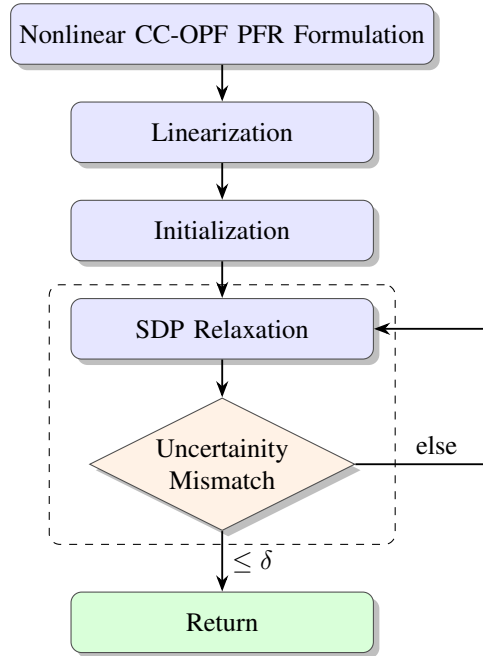 Nonlinear CC-OPF PFR Formulation
Linearization
Initialization
SDP Relaxation
Uncertainity
Mismatch
else
≤ δ
Return